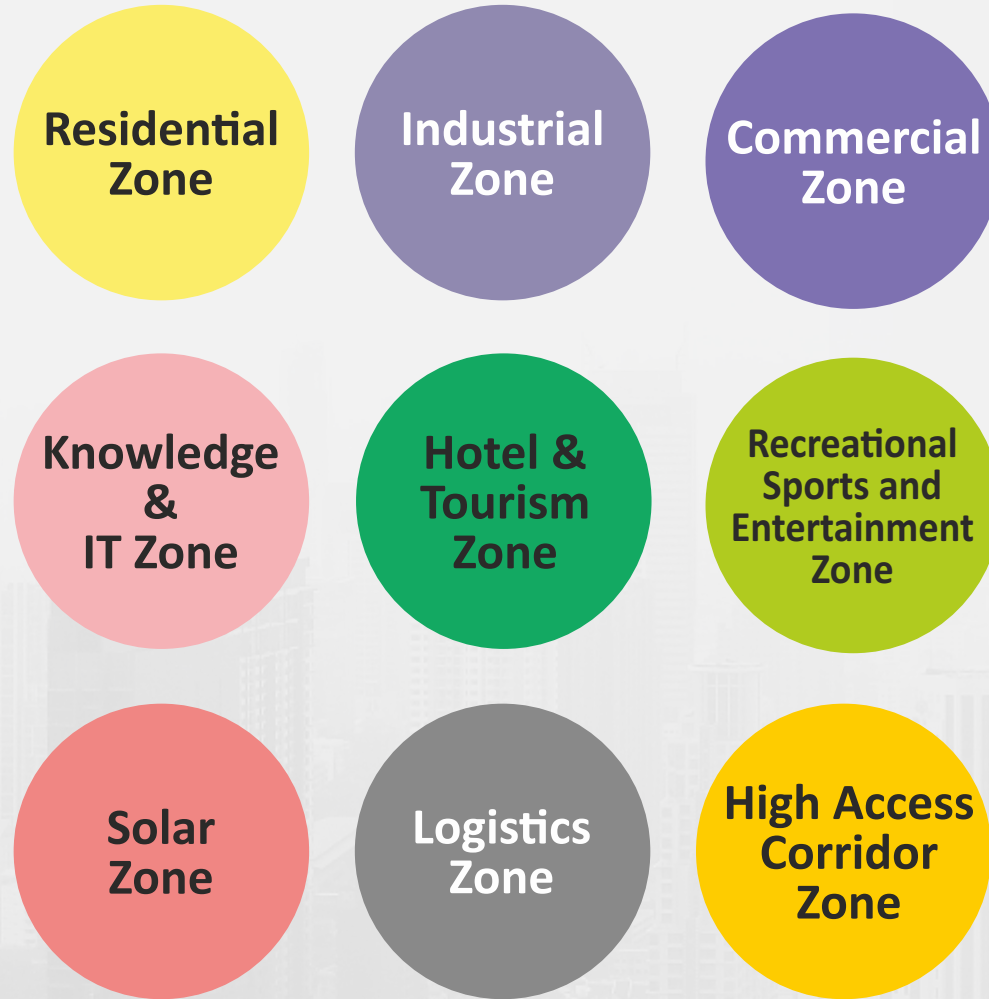 Residential
Zone
Industrial
Zone
Commercial
Zone
Knowledge
&
IT Zone
Hotel &
Tourism
Zone
Recreational
Sports and
Entertainment
Zone
Solar
Zone
Logistics
Zone
High Access
Corridor
Zone